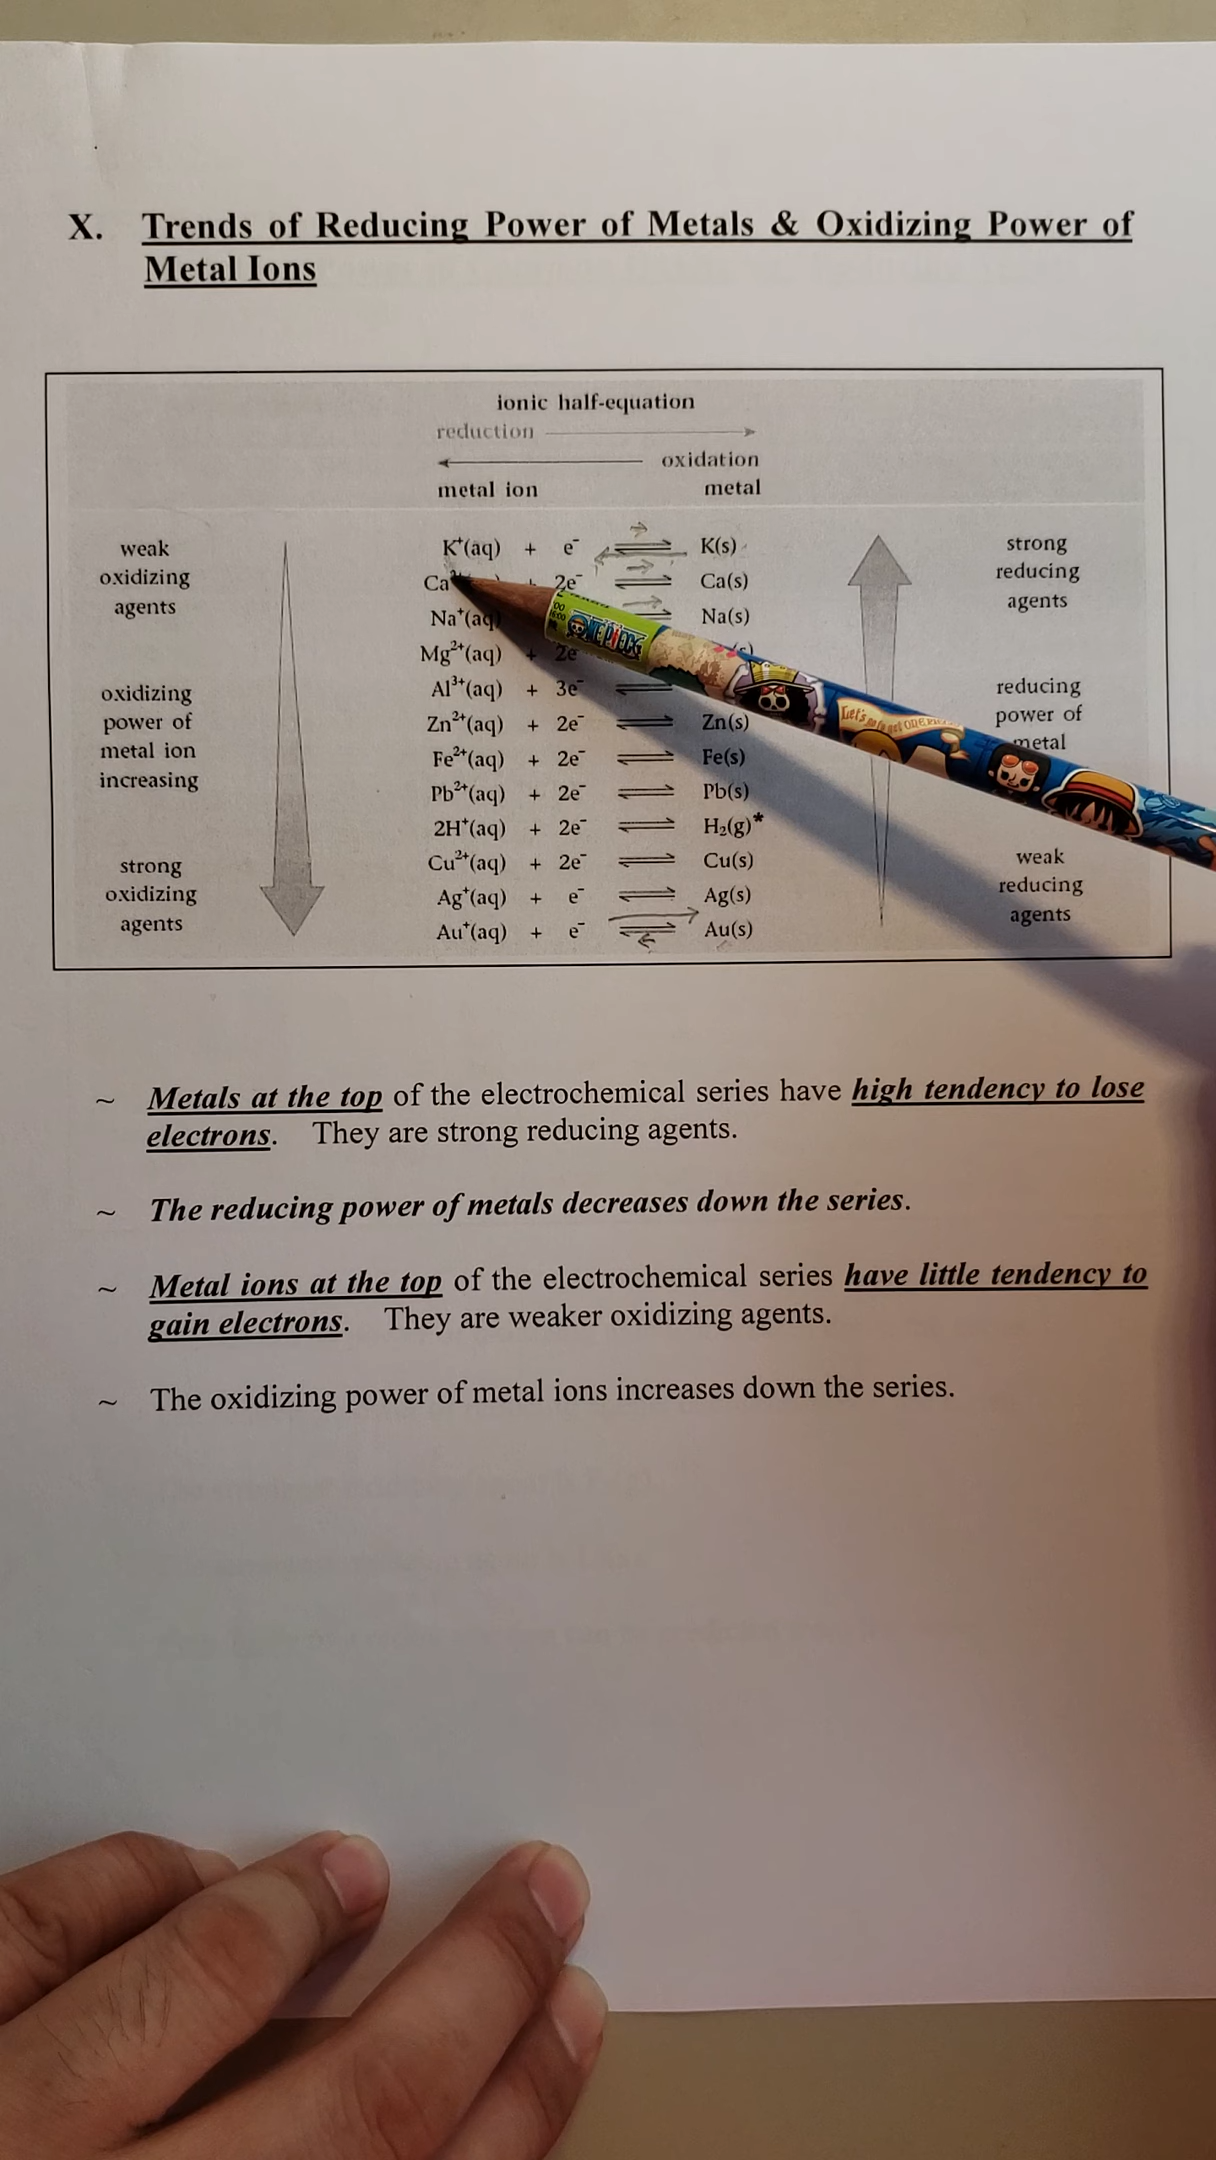 X. Trends of Reducing Power of Metals & Oxidizing Power of
Metal Ions
ionic half-equation
reduction
oxidation
metal ion metal
weak
oxidizing
agents
oxidizing
power of
metal ion
increasing
strong
oxidizing
agents
K⁺(aq) + e⁻ ⇌ K(s)
Ca 2e⁻ ⇌ Ca(s)
Na⁺(aq) Na(s)
Mg²⁺(aq) + 2e
Al³⁺(aq) + 3e⁻
Zn²⁺(aq) + 2e⁻ ⇌ Zn(s)
Fe²⁺(aq) + 2e⁻ ⇌ Fe(s)
Pb²⁺(aq) + 2e⁻ ⇌ Pb(s)
2H⁺(aq) + 2e⁻ ⇌ H₂(g)*
Cu²⁺(aq) + 2e⁻ ⇌ Cu(s)
Ag⁺(aq) + e⁻ ⇌ Ag(s)
Au⁺(aq) + e⁻ ⇌ Au(s)
strong
reducing
agents
reducing
power of
metal
weak
reducing
agents
ONE PIECE
~ Metals at the top of the electrochemical series have high tendency to lose
electrons. They are strong reducing agents.
~ The reducing power of metals decreases down the series.
~ Metal ions at the top of the electrochemical series have little tendency to
gain electrons. They are weaker oxidizing agents.
~ The oxidizing power of metal ions increases down the series.